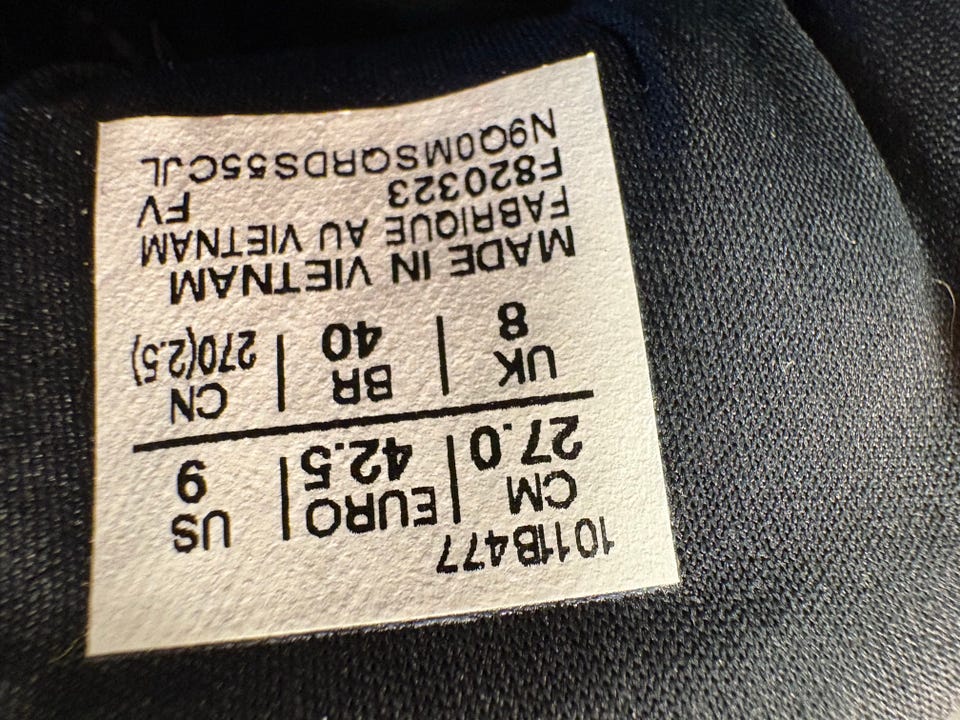 1011B477
CM | EURO | US
27.0 | 42.5 | 9
UK | BR | CN
8 | 40 | 270(2.5)
MADE IN VIETNAM
FABRIQUE AU VIETNAM
F820323 FV
N9Q0MSQRDS55CJL